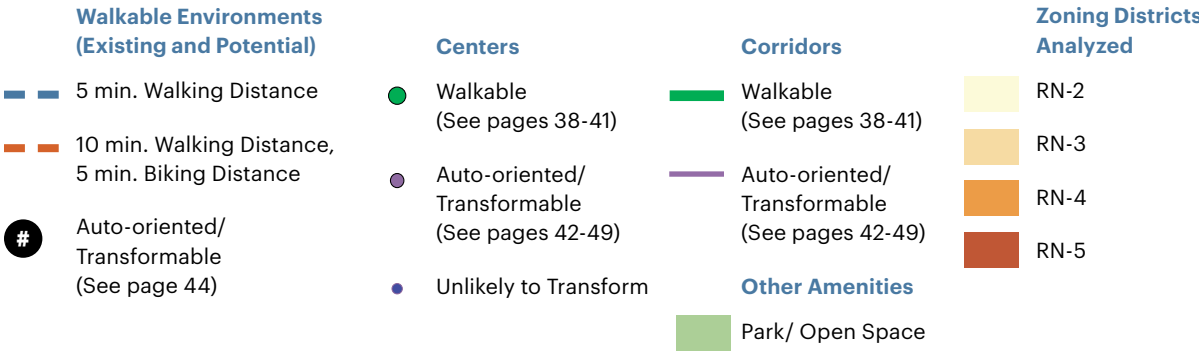 Walkable Environments
(Existing and Potential)
5 min. Walking Distance
10 min. Walking Distance,
5 min. Biking Distance
#
Auto-oriented/
Transformable
(See page 44)
Centers
Walkable
(See pages 38-41)
Auto-oriented/
Transformable
(See pages 42-49)
Unlikely to Transform
Corridors
Walkable
(See pages 38-41)
Auto-oriented/
Transformable
(See pages 42-49)
Other Amenities
Park/ Open Space
Zoning Districts
Analyzed
RN-2
RN-3
RN-4
RN-5